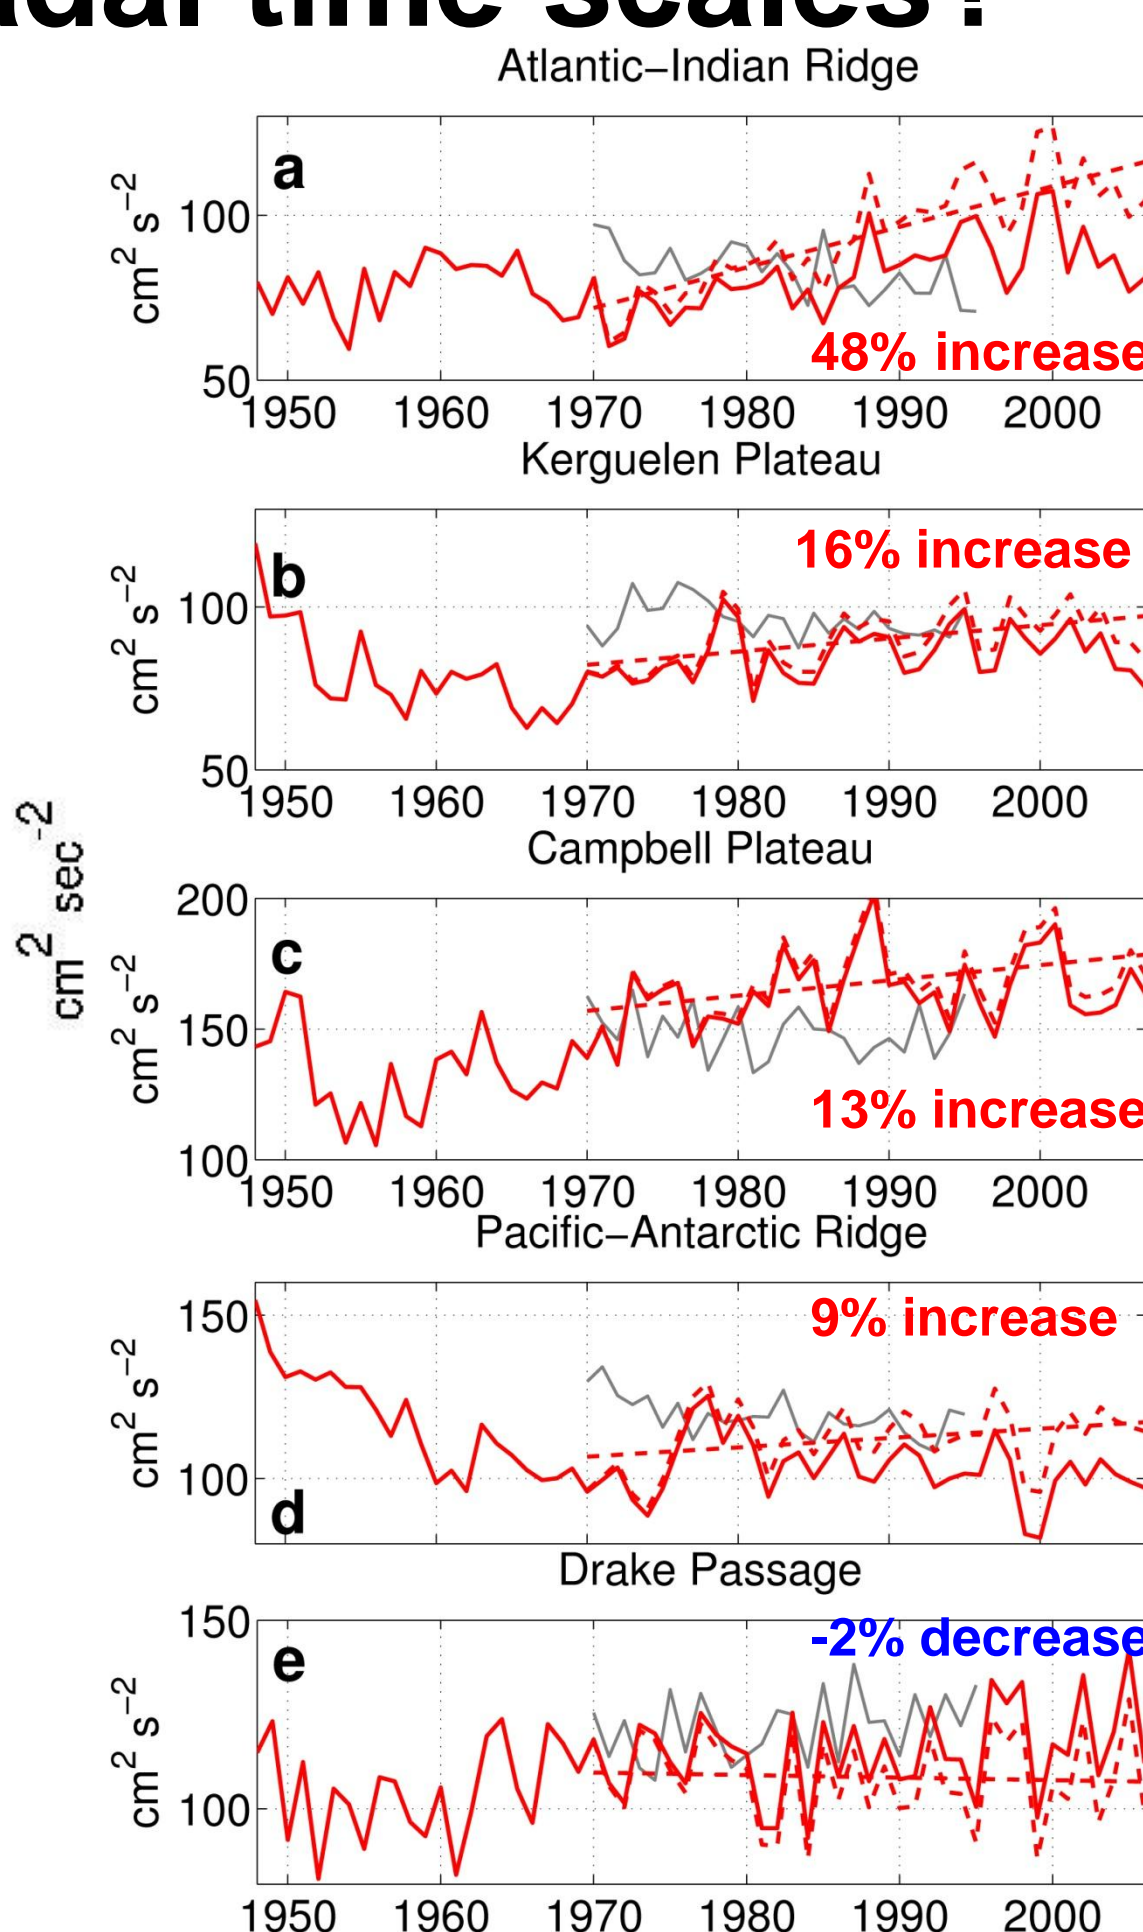 time scales?
Atlantic–Indian Ridge
a
cm² s⁻²
100
50
48% increase
1950 1960 1970 1980 1990 2000
Kerguelen Plateau
b
cm² s⁻²
100
50
16% increase
1950 1960 1970 1980 1990 2000
cm² sec⁻²
Campbell Plateau
c
cm² s⁻²
200
150
100
13% increase
1950 1960 1970 1980 1990 2000
Pacific–Antarctic Ridge
150
9% increase
cm² s⁻²
100
d
Drake Passage
150
-2% decrease
e
cm² s⁻²
100
1950 1960 1970 1980 1990 2000